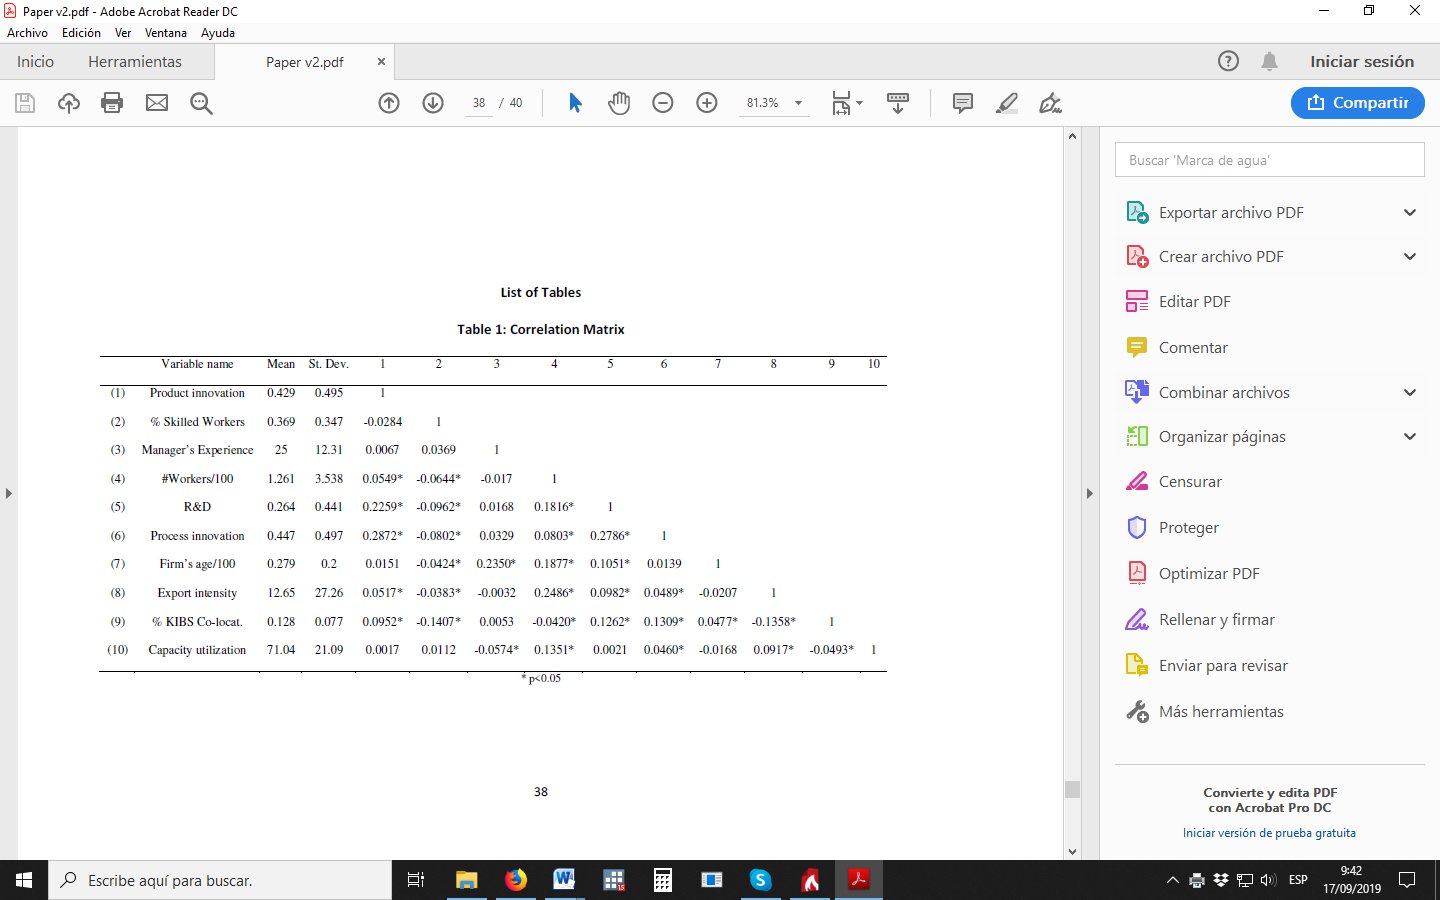 Paper v2.pdf - Adobe Acrobat Reader DC
Archivo Edición Ver Ventana Ayuda
Inicio Herramientas Paper v2.pdf × Iniciar sesión
38 / 40 81.3% Compartir
List of Tables
Table 1: Correlation Matrix
Variable name Mean St. Dev. 1 2 3 4 5 6 7 8 9 10
(1) Product innovation 0.429 0.495 1
(2) % Skilled Workers 0.369 0.347 -0.0284 1
(3) Manager's Experience 25 12.31 0.0067 0.0369 1
(4) #Workers/100 1.261 3.538 0.0549* -0.0644* -0.017 1
(5) R&D 0.264 0.441 0.2259* -0.0962* 0.0168 0.1816* 1
(6) Process innovation 0.447 0.497 0.2872* -0.0802* 0.0329 0.0803* 0.2786* 1
(7) Firm's age/100 0.279 0.2 0.0151 -0.0424* 0.2350* 0.1877* 0.1051* 0.0139 1
(8) Export intensity 12.65 27.26 0.0517* -0.0383* -0.0032 0.2486* 0.0982* 0.0489* -0.0207 1
(9) % KIBS Co-locat. 0.128 0.077 0.0952* -0.1407* 0.0053 -0.0420* 0.1262* 0.1309* 0.0477* -0.1358* 1
(10) Capacity utilization 71.04 21.09 0.0017 0.0112 -0.0574* 0.1351* 0.0021 0.0460* -0.0168 0.0917* -0.0493* 1
* p<0.05
38
Buscar 'Marca de agua'
Exportar archivo PDF
Crear archivo PDF
Editar PDF
Comentar
Combinar archivos
Organizar páginas
Censurar
Proteger
Optimizar PDF
Rellenar y firmar
Enviar para revisar
Más herramientas
Convierte y edita PDF
con Acrobat Pro DC
Iniciar versión de prueba gratuita
Escribe aquí para buscar.
15
ESP
9:42
17/09/2019